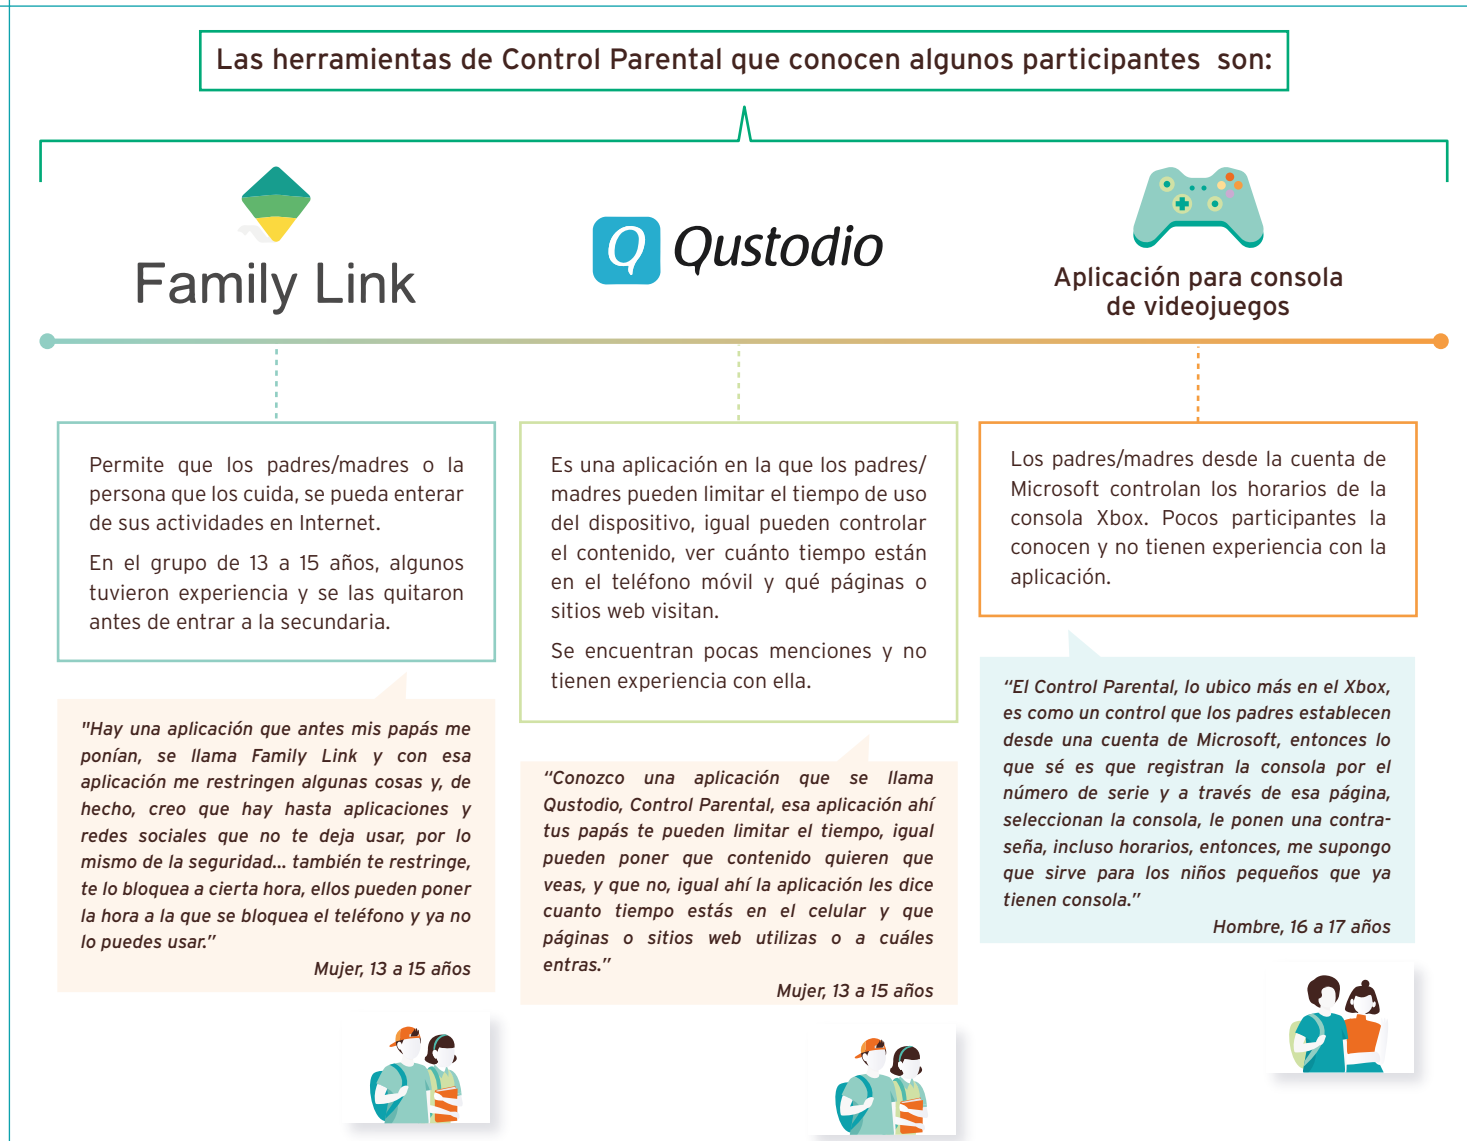 Las herramientas de Control Parental que conocen algunos participantes son:
Family Link
Q Qustodio
Aplicación para consola
de videojuegos
Permite que los padres/madres o la
persona que los cuida, se pueda enterar
de sus actividades en Internet.
En el grupo de 13 a 15 años, algunos
tuvieron experiencia y se las quitaron
antes de entrar a la secundaria.
"Hay una aplicación que antes mis papás me
ponían, se llama Family Link y con esa
aplicación me restringen algunas cosas y, de
hecho, creo que hay hasta aplicaciones y
redes sociales que no te deja usar, por lo
mismo de la seguridad... también te restringe,
te lo bloquea a cierta hora, ellos pueden poner
la hora a la que se bloquea el teléfono y ya no
lo puedes usar.”
Mujer, 13 a 15 años
Es una aplicación en la que los padres/
madres pueden limitar el tiempo de uso
del dispositivo, igual pueden controlar
el contenido, ver cuánto tiempo están
en el teléfono móvil y qué páginas o
sitios web visitan.
Se encuentran pocas menciones y no
tienen experiencia con ella.
“Conozco una aplicación que se llama
Qustodio, Control Parental, esa aplicación ahí
tus papás te pueden limitar el tiempo, igual
pueden poner que contenido quieren que
veas, y que no, igual ahí la aplicación les dice
cuanto tiempo estás en el celular y que
páginas o sitios web utilizas o a cuáles
entras.”
Mujer, 13 a 15 años
Los padres/madres desde la cuenta de
Microsoft controlan los horarios de la
consola Xbox. Pocos participantes la
conocen y no tienen experiencia con la
aplicación.
“El Control Parental, lo ubico más en el Xbox,
es como un control que los padres establecen
desde una cuenta de Microsoft, entonces lo
que sé es que registran la consola por el
número de serie y a través de esa página,
seleccionan la consola, le ponen una contra-
seña, incluso horarios, entonces, me supongo
que sirve para los niños pequeños que ya
tienen consola.”
Hombre, 16 a 17 años